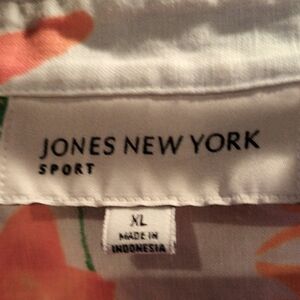 JONES NEW YORK
SPORT
XL
MADE IN
INDONESIA